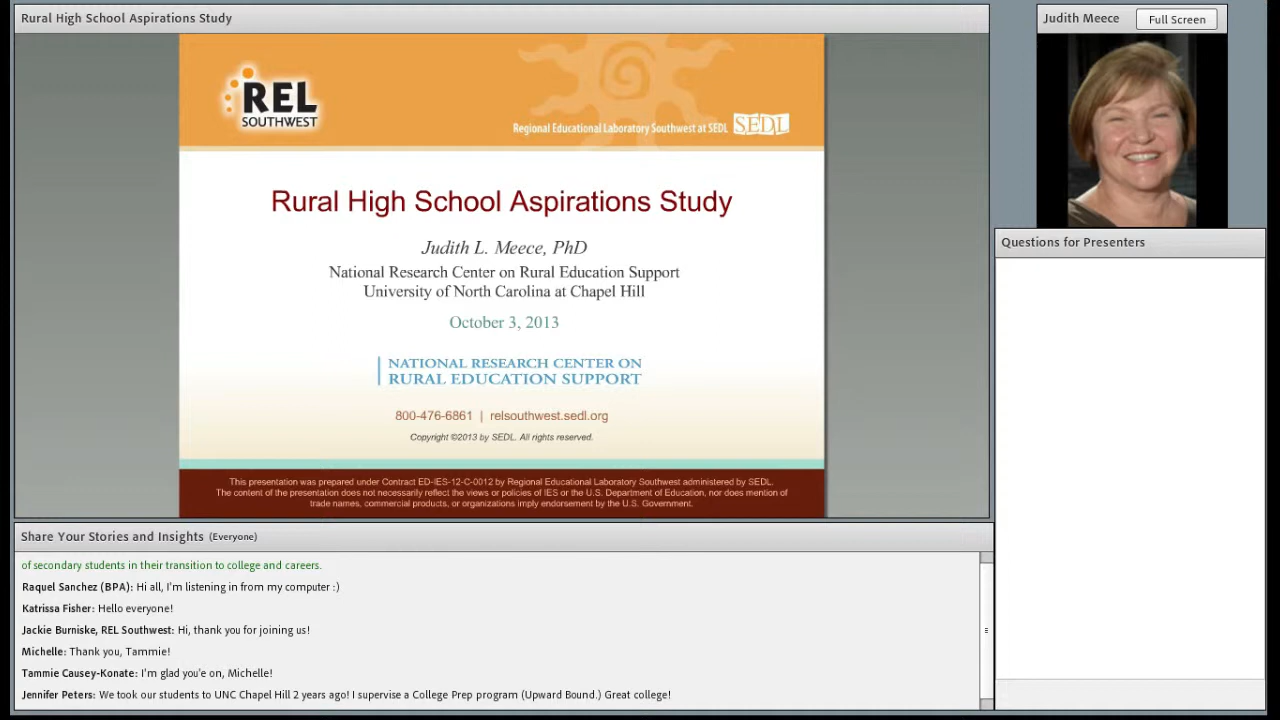 Rural High School Aspirations Study
REL
SOUTHWEST
Regional Educational Laboratory Southwest at SEDL SEDL
Rural High School Aspirations Study
Judith L. Meece, PhD
National Research Center on Rural Education Support
University of North Carolina at Chapel Hill
October 3, 2013
NATIONAL RESEARCH CENTER ON
RURAL EDUCATION SUPPORT
800-476-6861 | relsouthwest.sedl.org
Copyright ©2013 by SEDL. All rights reserved.
This presentation was prepared under Contract ED-IES-12-C-0012 by Regional Educational Laboratory Southwest administered by SEDL.
The content of the presentation does not necessarily reflect the views or policies of IES or the U.S. Department of Education, nor does mention of
trade names, commercial products, or organizations imply endorsement by the U.S. Government.
Judith Meece Full Screen
Questions for Presenters
Share Your Stories and Insights (Everyone)
of secondary students in their transition to college and careers.
Raquel Sanchez (BPA): Hi all, I'm listening in from my computer :)
Katrissa Fisher: Hello everyone!
Jackie Burniske, REL Southwest: Hi, thank you for joining us!
Michelle: Thank you, Tammie!
Tammie Causey-Konate: I'm glad you'e on, Michelle!
Jennifer Peters: We took our students to UNC Chapel Hill 2 years ago! I supervise a College Prep program (Upward Bound.) Great college!